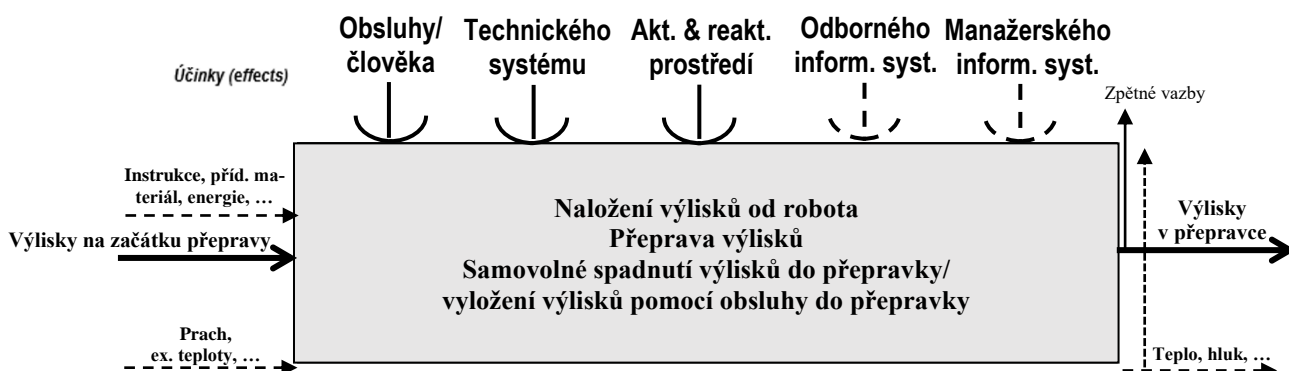 Účinky (effects)
Obsluhy/
člověka
Technického
systému
Akt. & reakt.
prostředí
Odborného
inform. syst.
Manažerského
inform. syst.
Zpětné vazby
Instrukce, příd. ma-
teriál, energie, …
Výlisky na začátku přepravy
Prach,
ex. teploty, …
Naložení výlisků od robota
Přeprava výlisků
Samovolné spadnutí výlisků do přepravky/
vyložení výlisků pomocí obsluhy do přepravky
Výlisky
v přepravce
Teplo, hluk, …